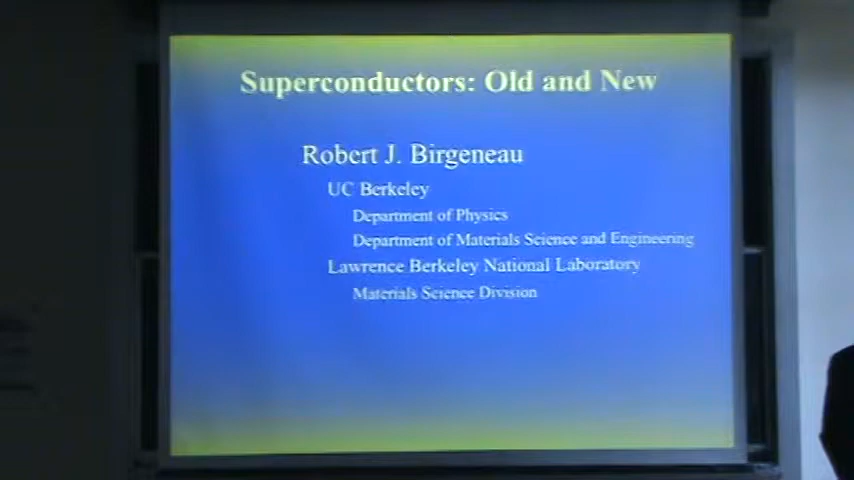 Superconductors: Old and New
Robert J. Birgeneau
UC Berkeley
Department of Physics
Department of Materials Science and Engineering
Lawrence Berkeley National Laboratory
Materials Science Division